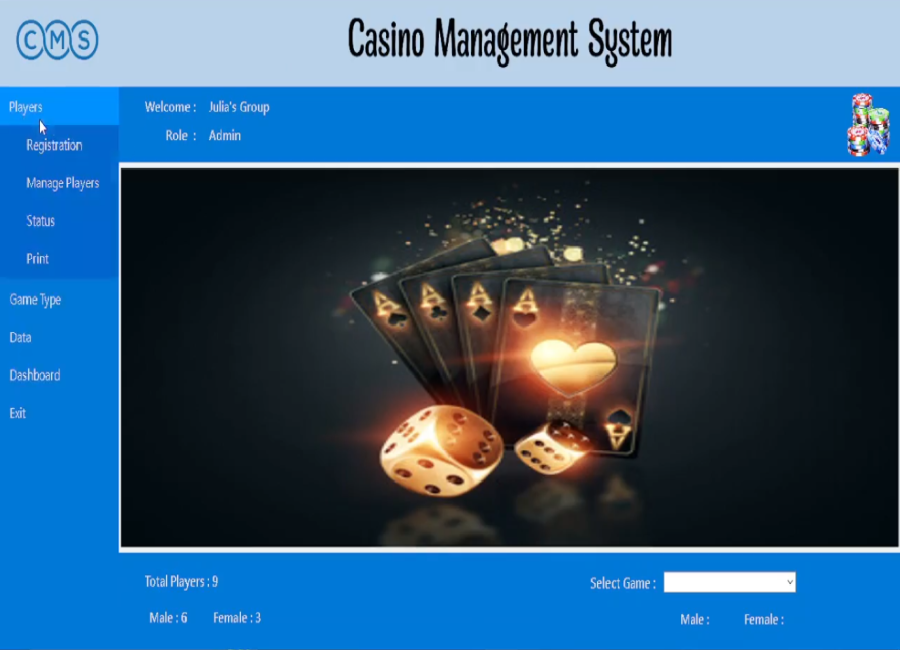 CMS
Casino Management System
Players
Registration
Manage Players
Status
Print
Game Type
Data
Dashboard
Exit
Welcome : Julia's Group
Role : Admin
A
A
A
A
A
Total Players : 9
Male : 6 Female : 3
Select Game :
Male : Female :